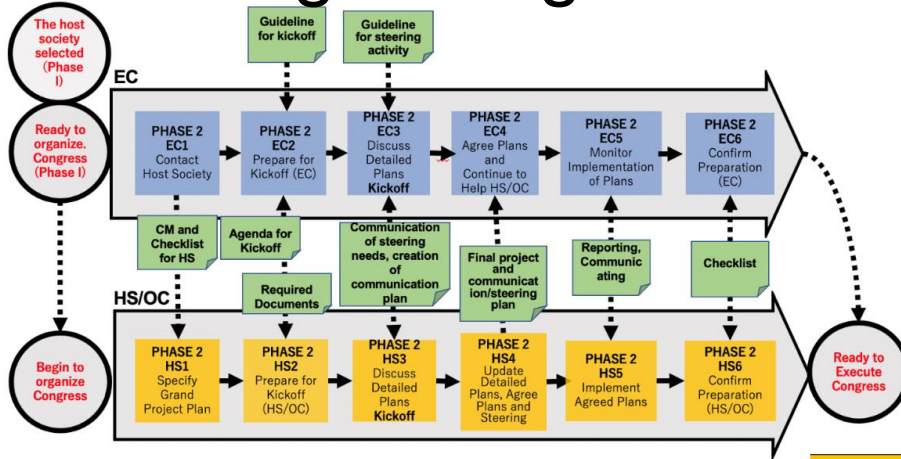 The host
society
selected
(Phase
I)
Ready to
organize.
Congress
(Phase I)
Begin to
organize
Congress
Guideline
for kickoff
Guideline
for steering
activity
EC
PHASE 2
EC1
Contact
Host Society
PHASE 2
EC2
Prepare for
Kickoff (EC)
PHASE 2
EC3
Discuss
Detailed
Plans
Kickoff
PHASE 2
EC4
Agree Plans
and
Continue to
Help HS/OC
PHASE 2
EC5
Monitor
Implementation
of Plans
PHASE 2
EC6
Confirm
Preparation
(EC)
CM and
Checklist
for HS
Agenda for
Kickoff
Required
Documents
Communication
of steering
needs, creation
of
communication
plan
Final project
and
communicat
ion/steering
plan
Reporting,
Communic
ating
Checklist
HS/OC
PHASE 2
HS1
Specify
Grand
Project Plan
PHASE 2
HS2
Prepare for
Kickoff
(HS/OC)
PHASE 2
HS3
Discuss
Detailed
Plans
Kickoff
PHASE 2
HS4
Update
Detailed
Plans, Agree
Plans and
Steering
PHASE 2
HS5
Implement
Agreed Plans
PHASE 2
HS6
Confirm
Preparation
(HS/OC)
Ready to
Execute
Congress